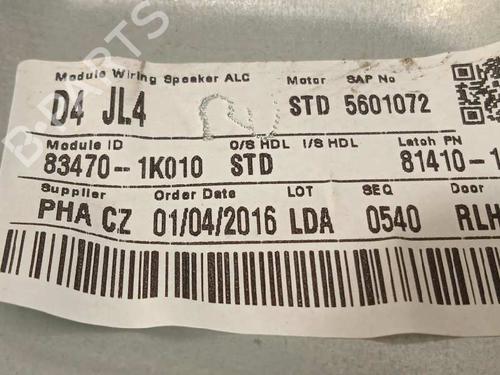 Module Wiring Speaker ALC Motor SAP No
D4 JL4 STD 5601072
Module ID O/S HDL I/S HDL Latch PN
83470-1K010 STD 81410-1
Supplier Order Date LOT SEQ Door
PHA CZ 01/04/2016 LDA 0540 RLH
B-PARTS